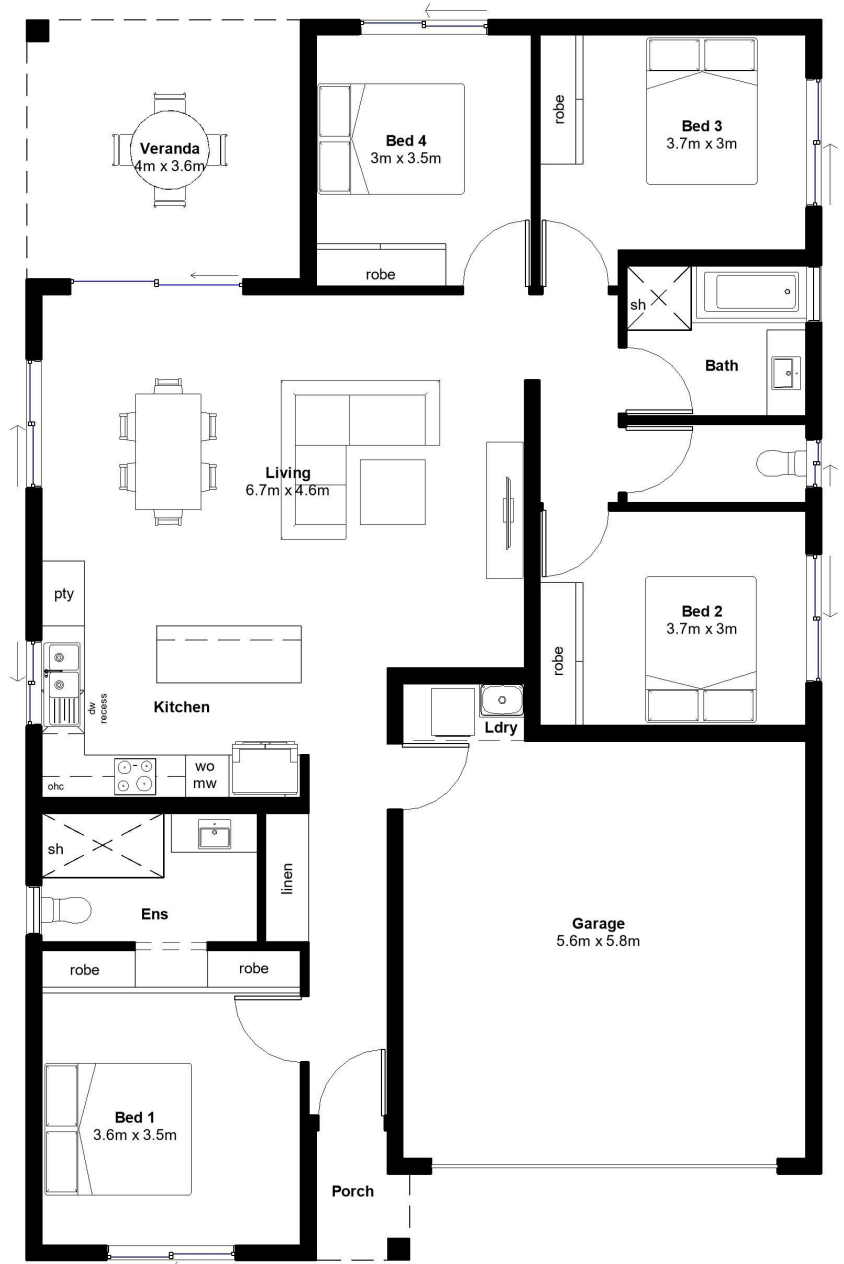 Veranda
4m x 3.6m
Bed 4
3m x 3.5m
robe
robe
Bed 3
3.7m x 3m
sh
Bath
Living
6.7m x 4.6m
pty
Bed 2
3.7m x 3m
robe
dw
recess
Kitchen
Ldry
ohc
wo
mw
sh
linen
Ens
Garage
5.6m x 5.8m
robe
robe
Bed 1
3.6m x 3.5m
Porch